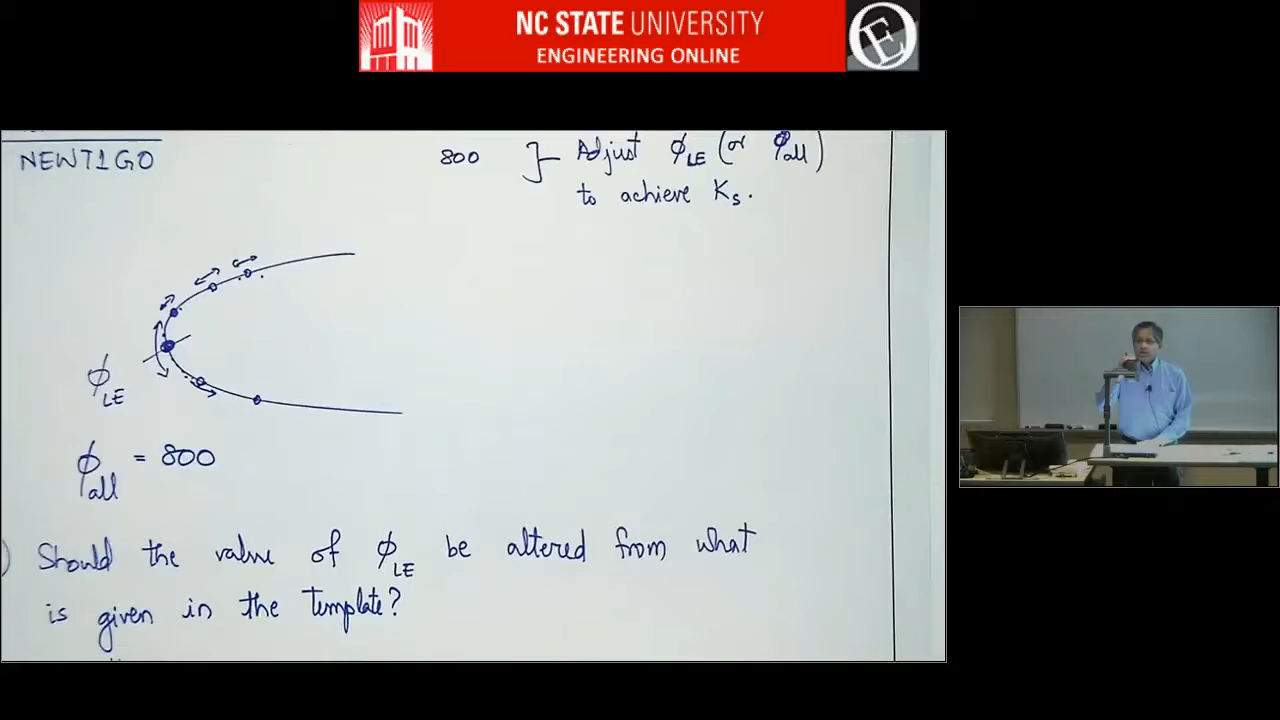 NC STATE UNIVERSITY
ENGINEERING ONLINE
NEWT1GO
800 } Adjust ϕLE (or ϕall)
to achieve Ks.
ϕLE
ϕall = 800
) Should the value of ϕLE be altered from what
is given in the template?